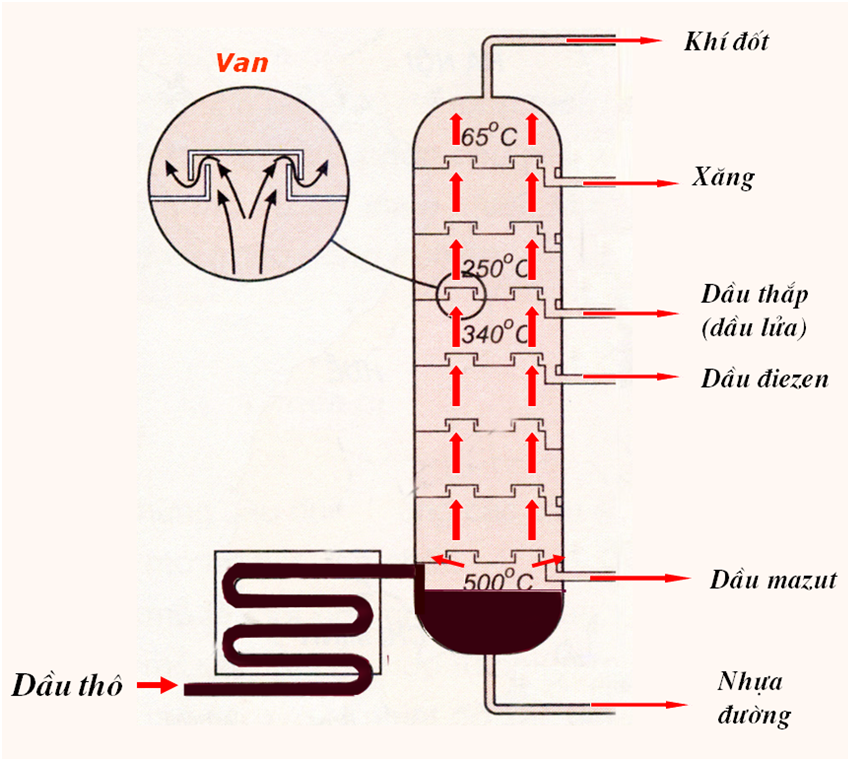 Van
Khí đốt
65°C
Xăng
250°C
Dầu thắp
(dầu lửa)
340°C
Dầu điezen
500°C
Dầu mazut
Dầu thô
Nhựa
đường